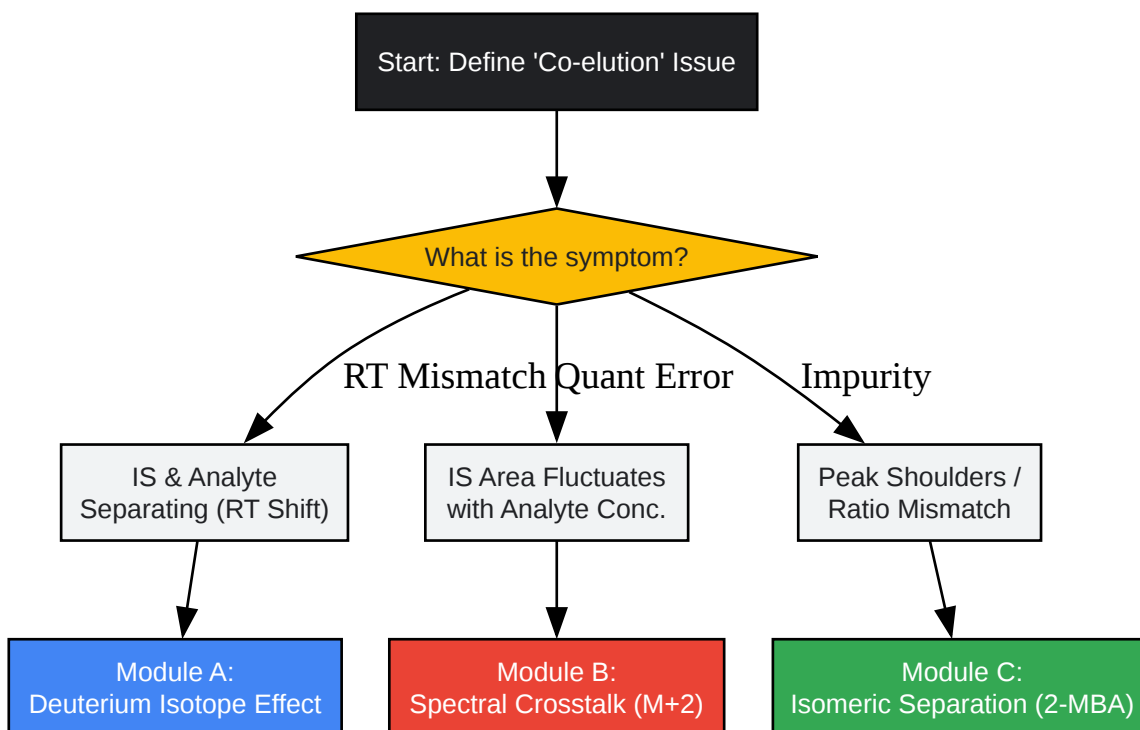 Start: Define 'Co-elution' Issue
What is the symptom?
RT Mismatch
Quant Error
Impurity
IS & Analyte
Separating (RT Shift)
IS Area Fluctuates
with Analyte Conc.
Peak Shoulders /
Ratio Mismatch
Module A:
Deuterium Isotope Effect
Module B:
Spectral Crosstalk (M+2)
Module C:
Isomeric Separation (2-MBA)